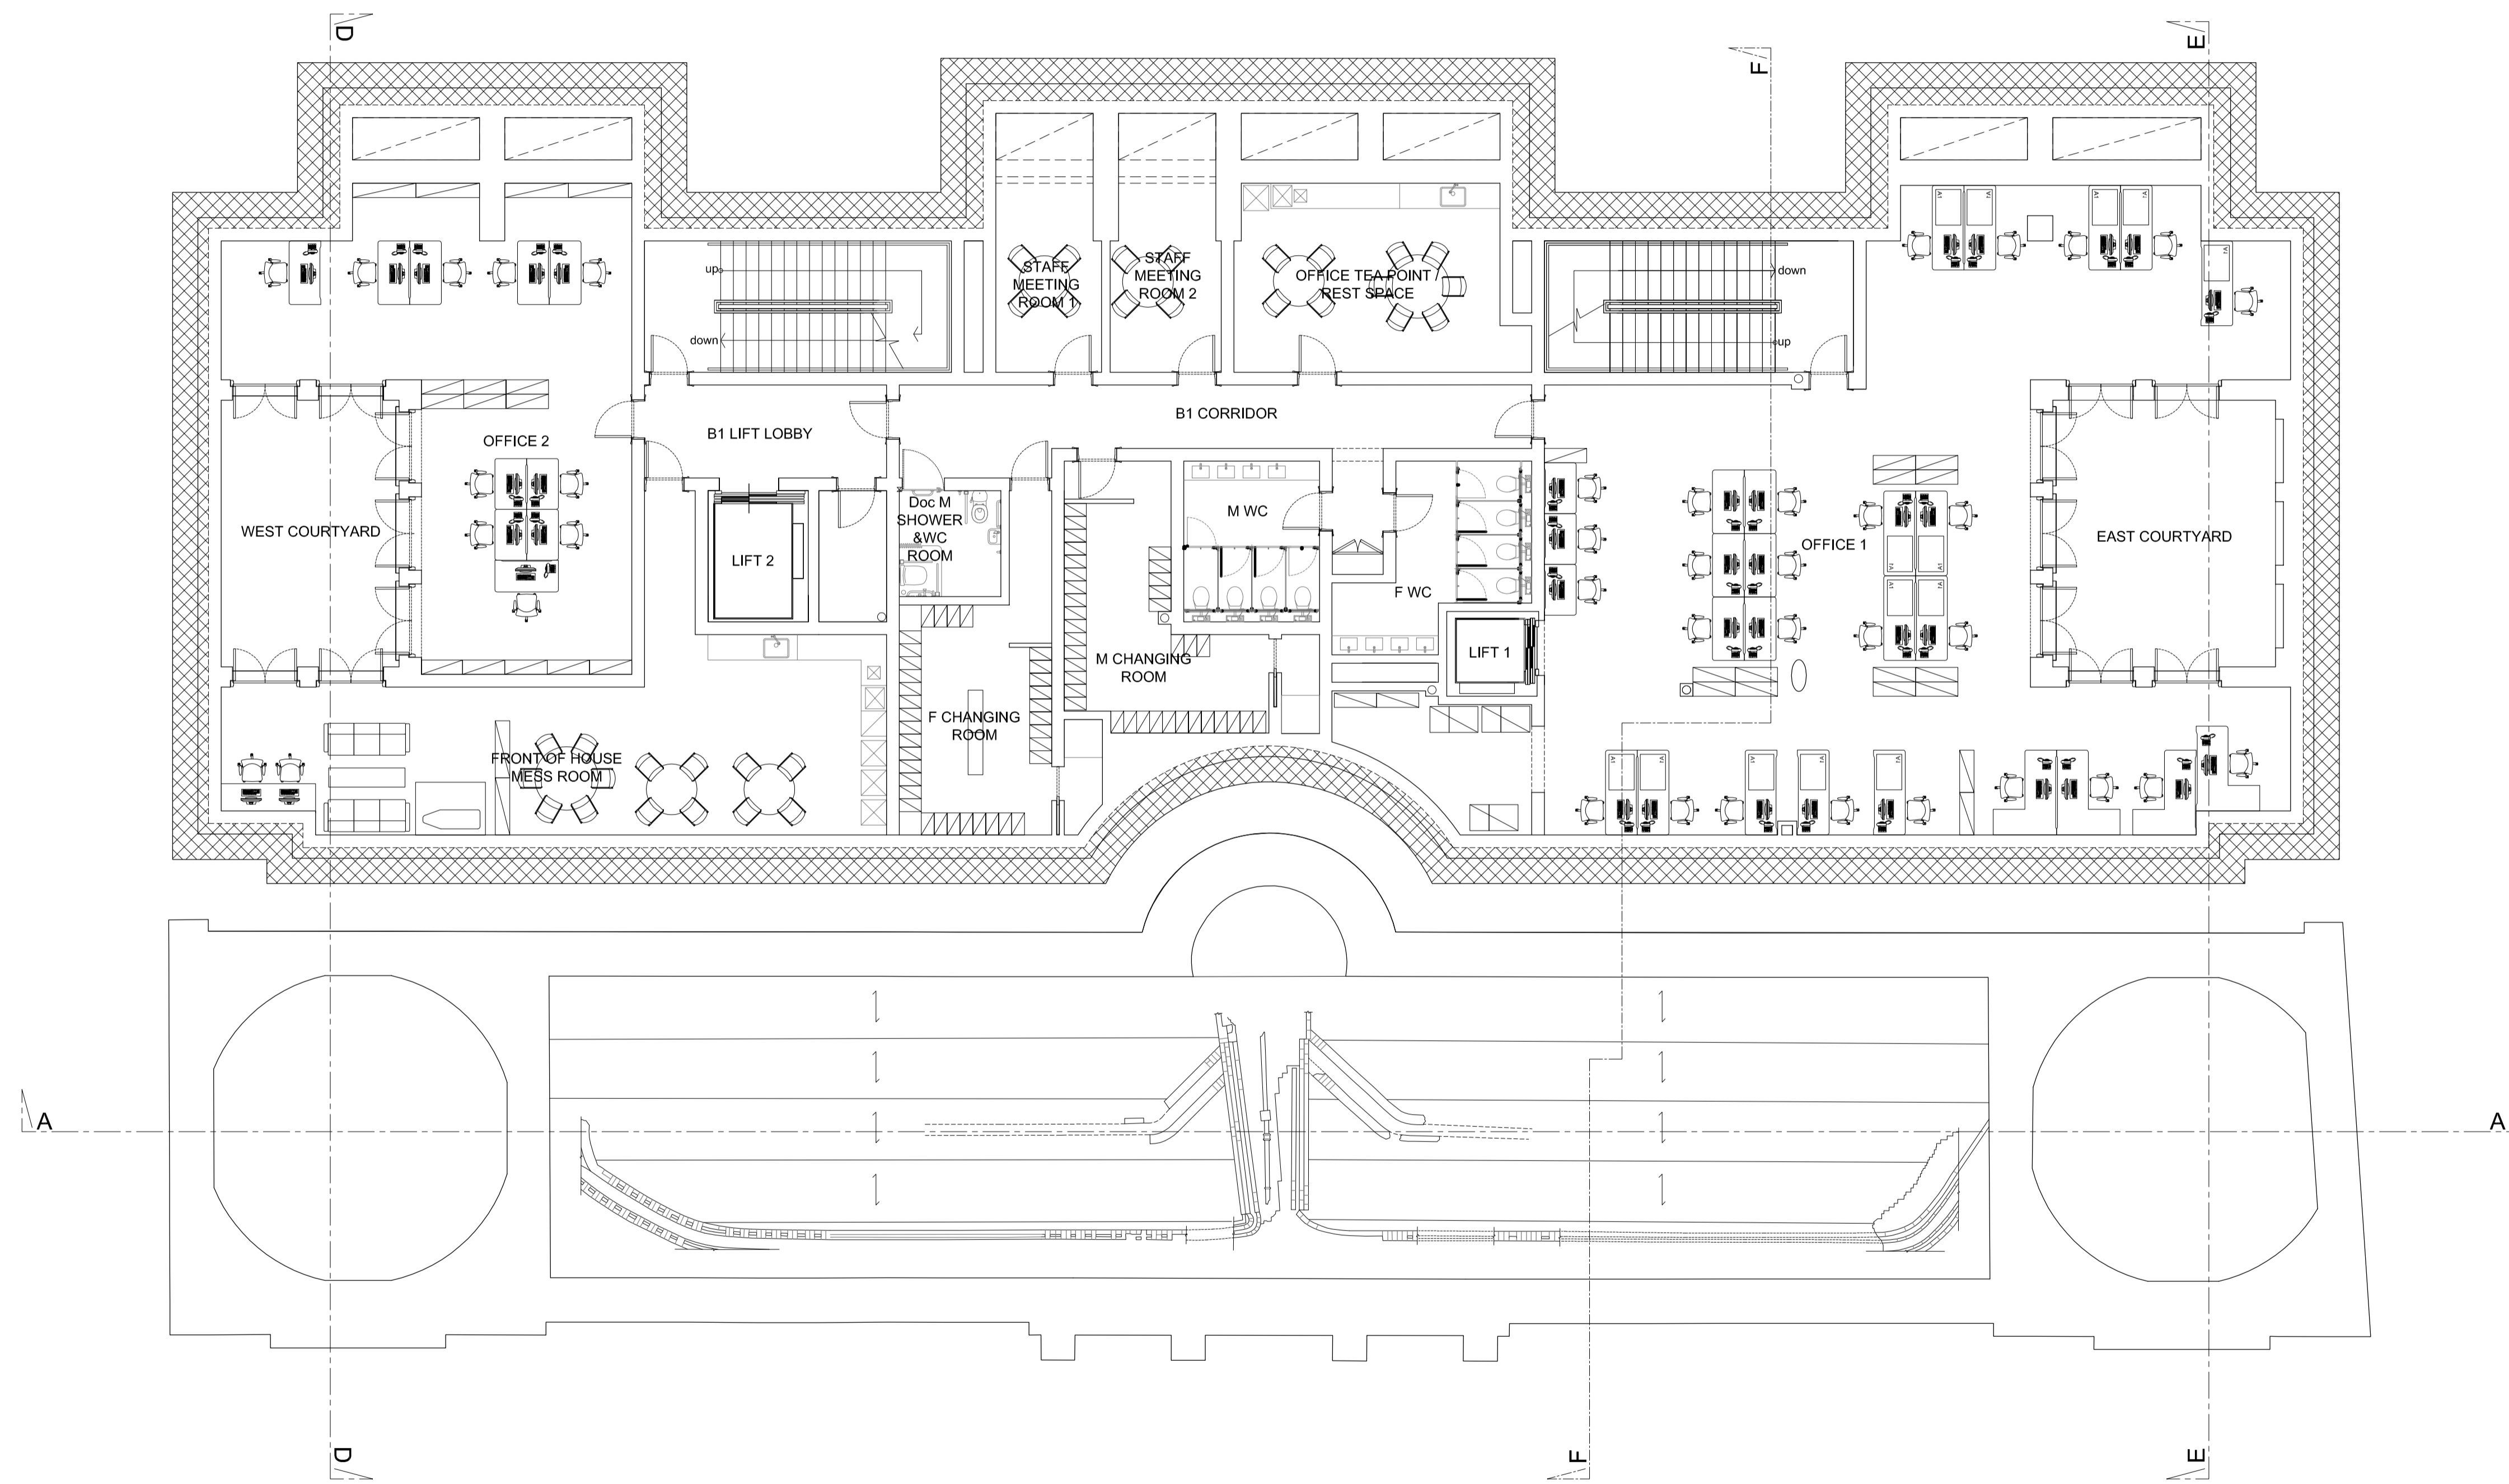 D
F
E
up
down
STAFF
MEETING
ROOM 1
STAFF
MEETING
ROOM 2
OFFICE TEA POINT /
REST SPACE
down
up
B1 CORRIDOR
B1 LIFT LOBBY
OFFICE 2
WEST COURTYARD
LIFT 2
Doc M
SHOWER
&WC
ROOM
M WC
F WC
OFFICE 1
EAST COURTYARD
LIFT 1
M CHANGING
ROOM
F CHANGING
ROOM
FRONT OF HOUSE
MESS ROOM
A
A
D
F
E